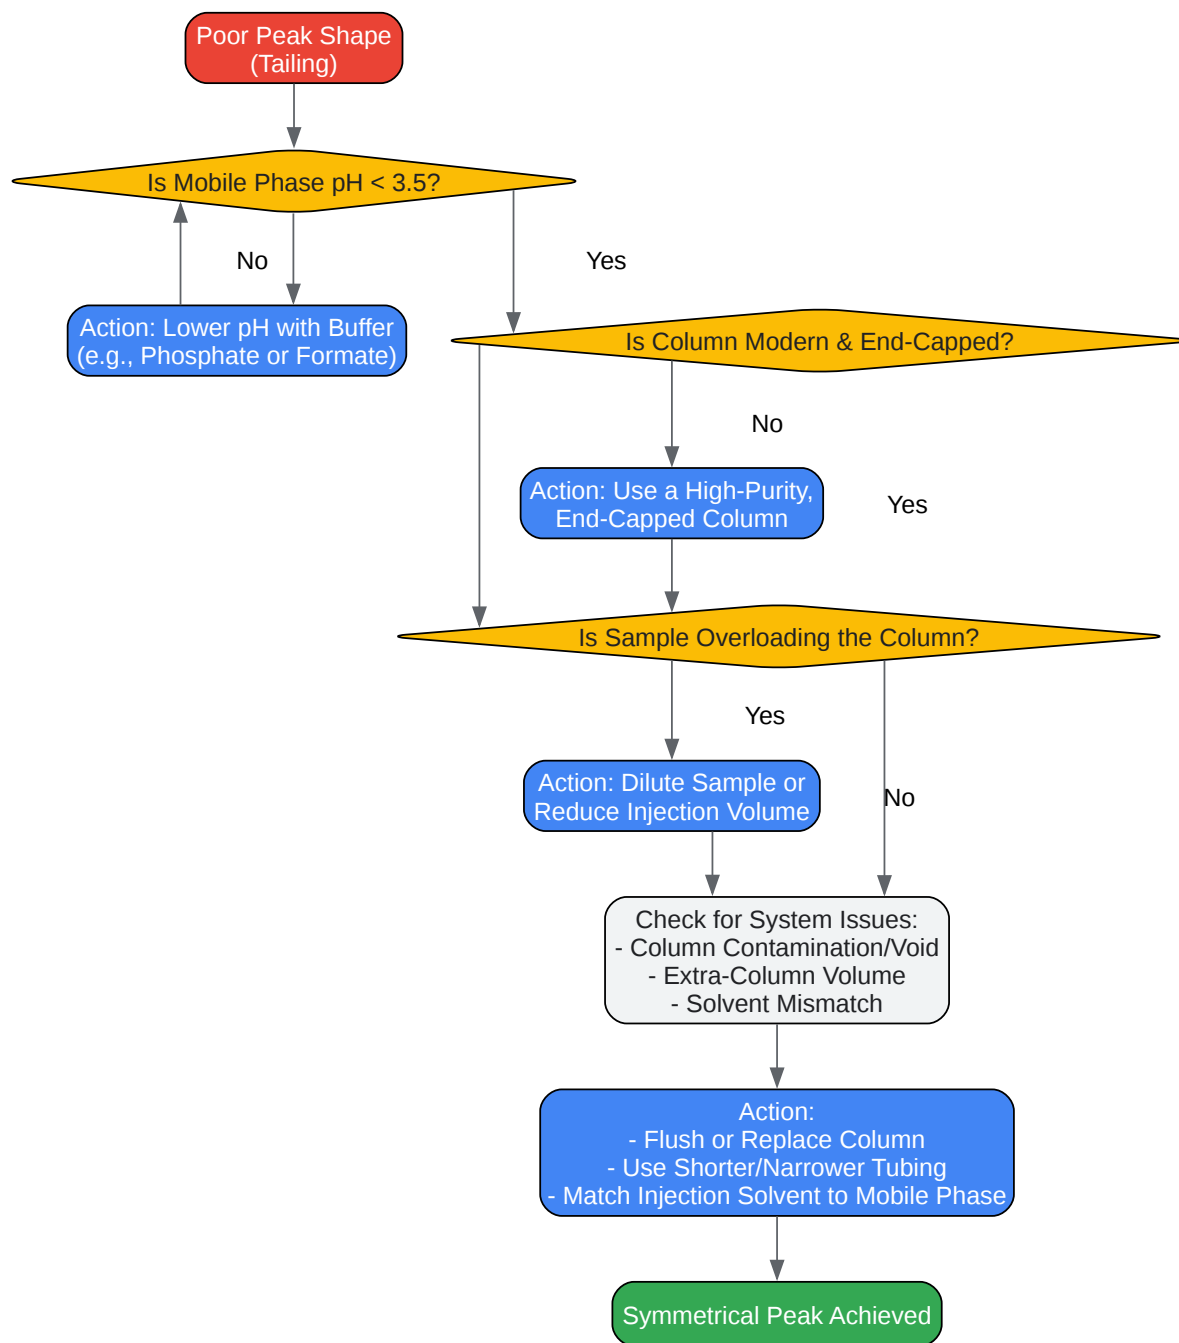 Poor Peak Shape
(Tailing)
Is Mobile Phase pH < 3.5?
No
Yes
Action: Lower pH with Buffer
(e.g., Phosphate or Formate)
Is Column Modern & End-Capped?
No
Action: Use a High-Purity,
End-Capped Column
Yes
Is Sample Overloading the Column?
Yes
Action: Dilute Sample or
Reduce Injection Volume
No
Check for System Issues:
- Column Contamination/Void
- Extra-Column Volume
- Solvent Mismatch
Action:
- Flush or Replace Column
- Use Shorter/Narrower Tubing
- Match Injection Solvent to Mobile Phase
Symmetrical Peak Achieved